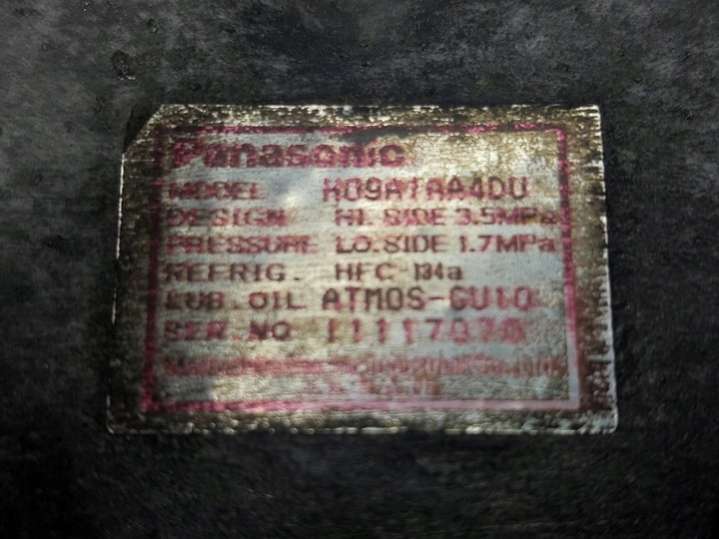 Panasonic
MODEL H09A1AA4DU
DESIGN HI. SIDE 3.5MPa
PRESSURE LO. SIDE 1.7MPa
REFRIG. HFC-134a
LUB. OIL ATMOS-GU10
SER. NO